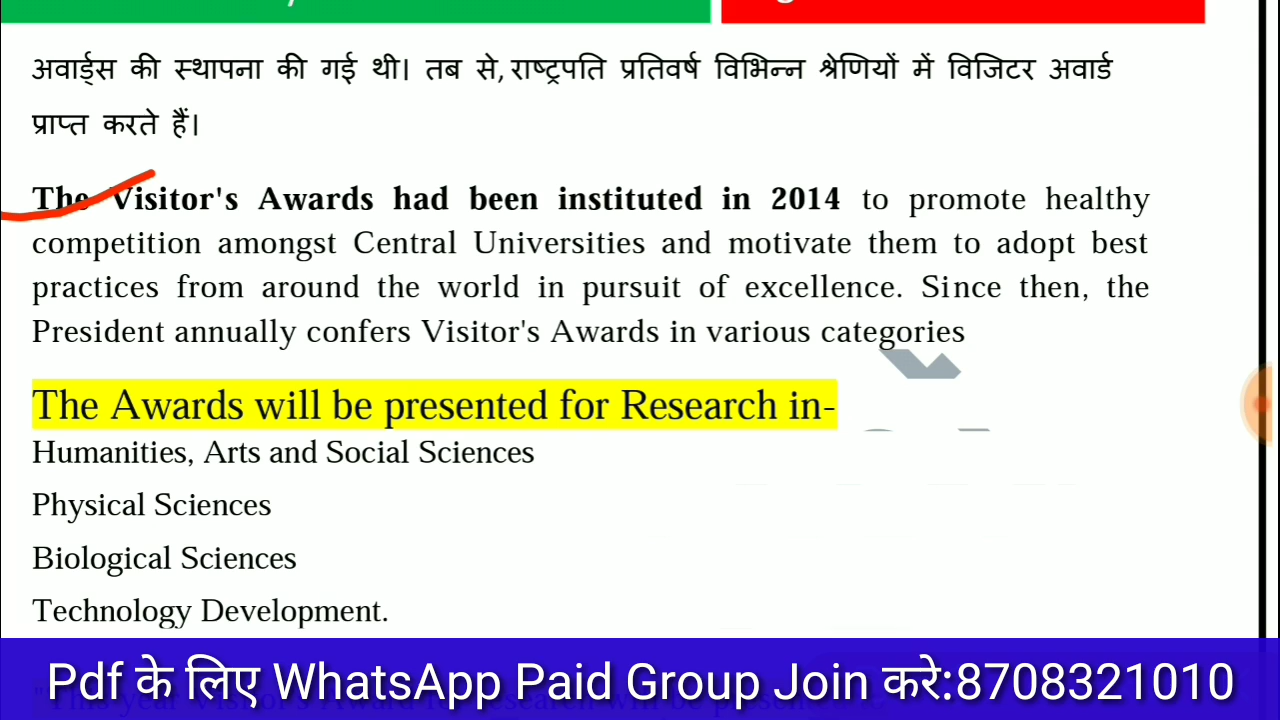 अवार्ड्स की स्थापना की गई थी। तब से, राष्ट्रपति प्रतिवर्ष विभिन्न श्रेणियों में विजिटर अवार्ड
प्राप्त करते हैं।
The Visitor's Awards had been instituted in 2014 to promote healthy
competition amongst Central Universities and motivate them to adopt best
practices from around the world in pursuit of excellence. Since then, the
President annually confers Visitor's Awards in various categories
The Awards will be presented for Research in-
Humanities, Arts and Social Sciences
Physical Sciences
Biological Sciences
Technology Development.
Pdf के लिए WhatsApp Paid Group Join करे:8708321010